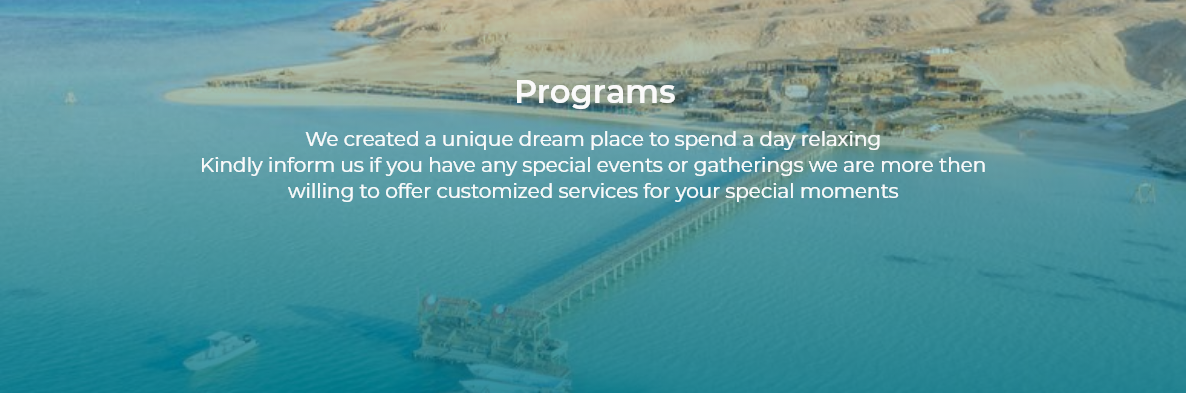 Programs
We created a unique dream place to spend a day relaxing
Kindly inform us if you have any special events or gatherings we are more then
willing to offer customized services for your special moments